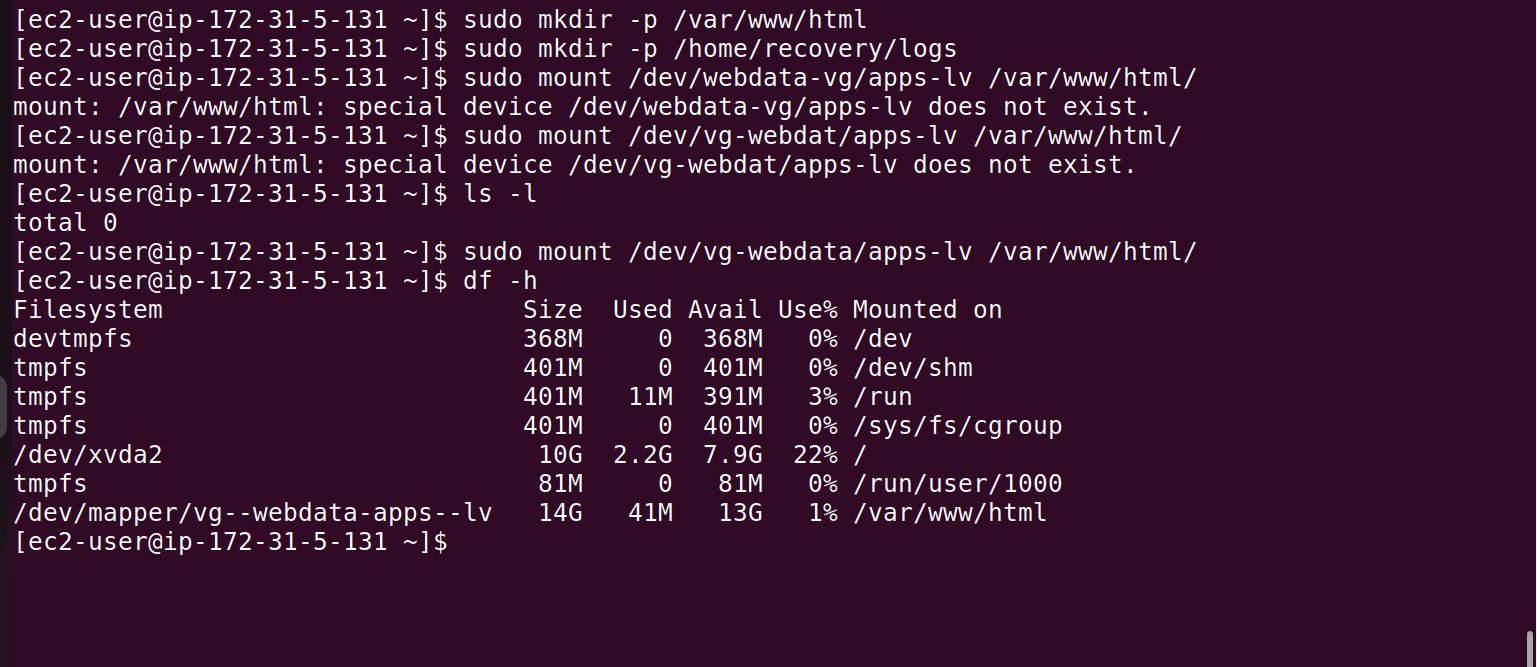 [ec2-user@ip-172-31-5-131 ~]$ sudo mkdir -p /var/www/html
[ec2-user@ip-172-31-5-131 ~]$ sudo mkdir -p /home/recovery/logs
[ec2-user@ip-172-31-5-131 ~]$ sudo mount /dev/webdata-vg/apps-lv /var/www/html/
mount: /var/www/html: special device /dev/webdata-vg/apps-lv does not exist.
[ec2-user@ip-172-31-5-131 ~]$ sudo mount /dev/vg-webdat/apps-lv /var/www/html/
mount: /var/www/html: special device /dev/vg-webdat/apps-lv does not exist.
[ec2-user@ip-172-31-5-131 ~]$ ls -l
total 0
[ec2-user@ip-172-31-5-131 ~]$ sudo mount /dev/vg-webdata/apps-lv /var/www/html/
[ec2-user@ip-172-31-5-131 ~]$ df -h
Filesystem                        Size  Used Avail Use% Mounted on
devtmpfs                          368M     0  368M   0% /dev
tmpfs                             401M     0  401M   0% /dev/shm
tmpfs                             401M   11M  391M   3% /run
tmpfs                             401M     0  401M   0% /sys/fs/cgroup
/dev/xvda2                         10G  2.2G  7.9G  22% /
tmpfs                              81M     0   81M   0% /run/user/1000
/dev/mapper/vg--webdata-apps--lv   14G   41M   13G   1% /var/www/html
[ec2-user@ip-172-31-5-131 ~]$